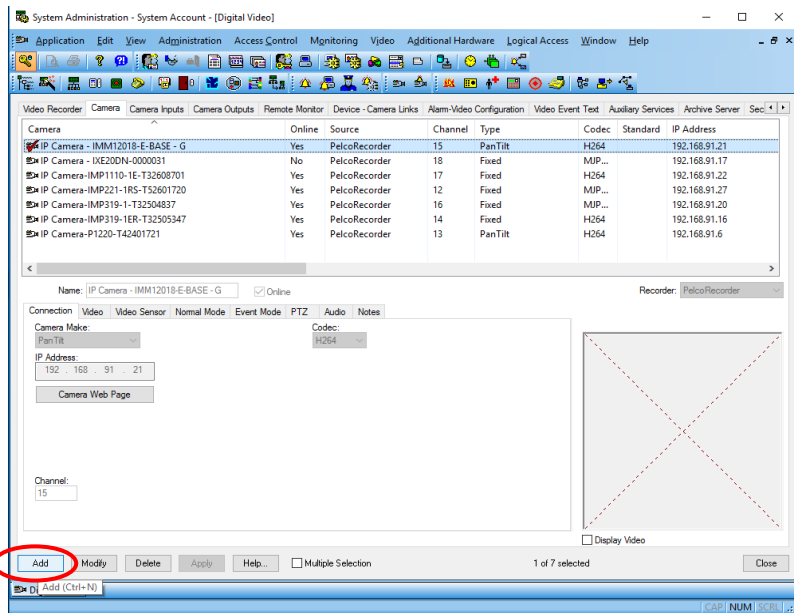 System Administration - System Account - [Digital Video]
Application Edit View Administration Access Control Monitoring Video Additional Hardware Logical Access Window Help
Video Recorder Camera Camera Inputs Camera Outputs Remote Monitor Device - Camera Links Alarm-Video Configuration Video Event Text Auxiliary Services Archive Server Sec
Camera Online Source Channel Type Codec Standard IP Address
IP Camera - IMM12018-E-BASE - G Yes PelcoRecorder 15 PanTilt H264 192.168.91.21
IP Camera - IXE20DN-0000031 No PelcoRecorder 18 Fixed MJP... 192.168.91.17
IP Camera-IMP1110-1E-T32608701 Yes PelcoRecorder 17 Fixed H264 192.168.91.22
IP Camera-IMP221-1RS-T52601720 Yes PelcoRecorder 12 Fixed MJP... 192.168.91.27
IP Camera-IMP319-1-T32504837 Yes PelcoRecorder 16 Fixed MJP... 192.168.91.20
IP Camera-IMP319-1ER-T32505347 Yes PelcoRecorder 14 Fixed H264 192.168.91.16
IP Camera-P1220-T42401721 Yes PelcoRecorder 13 PanTilt H264 192.168.91.6
Name: IP Camera - IMM12018-E-BASE - G Online Recorder: PelcoRecorder
Connection Video Video Sensor Normal Mode Event Mode PTZ Audio Notes
Camera Make: Codec:
PanTilt H264
IP Address:
192 . 168 . 91 . 21
Camera Web Page
Channel:
15
Display Video
Add Modify Delete Apply Help... Multiple Selection 1 of 7 selected Close
Add (Ctrl+N)
CAP NUM SCRL